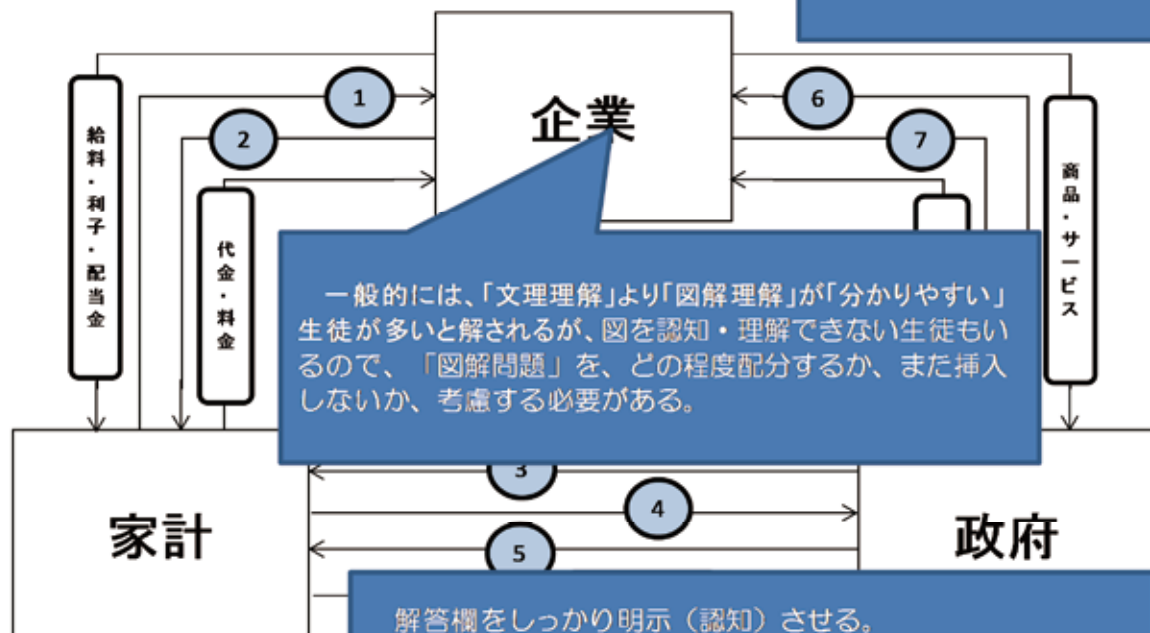 企業
1
6
2
7
給料・利子・配当金
代金・料金
商品・サービス
一般的には、「文理理解」より「図解理解」が「分かりやすい」
生徒が多いと解されるが、図を認知・理解できない生徒もい
るので、「図解問題」を、どの程度配分するか、また挿入
しないか、考慮する必要がある。
3
4
5
家計
政府
解答欄をしっかり明示（認知）させる。